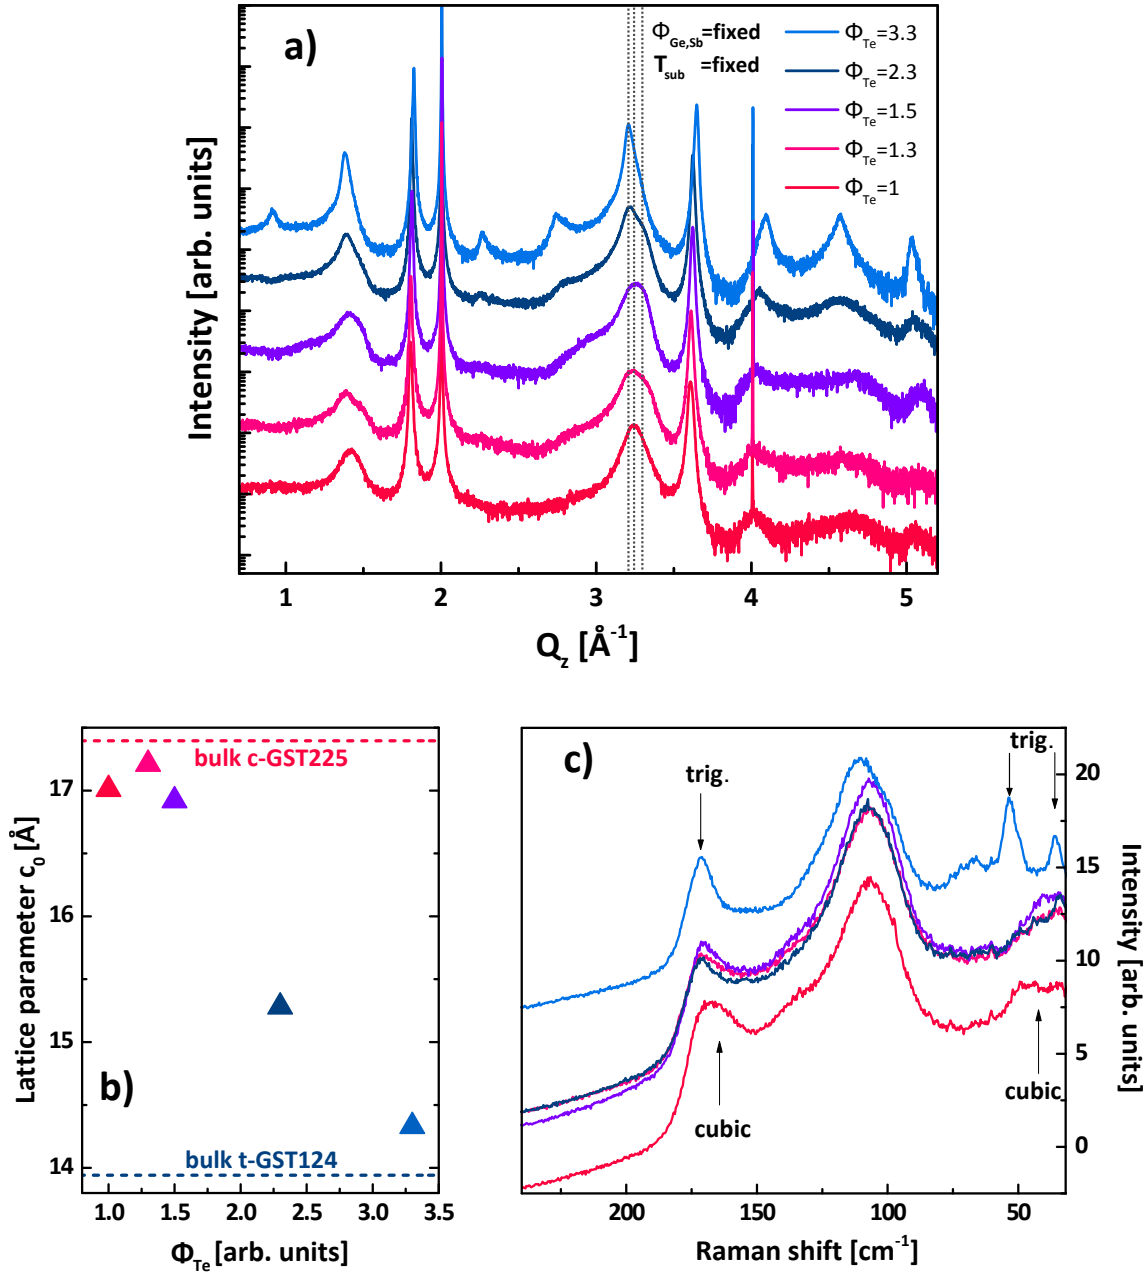 a)
Φ_Ge,Sb=fixed
T_sub =fixed
Φ_Te=3.3
Φ_Te=2.3
Φ_Te=1.5
Φ_Te=1.3
Φ_Te=1
Intensity [arb. units]
1 2 3 4 5
Q_z [Å^-1]
b)
bulk c-GST225
bulk t-GST124
17
16
15
14
Lattice parameter c_0 [Å]
1.0 1.5 2.0 2.5 3.0 3.5
Φ_Te [arb. units]
c)
trig.
trig.
cubic
cubic
20
15
10
5
0
Intensity [arb. units]
200 150 100 50
Raman shift [cm^-1]